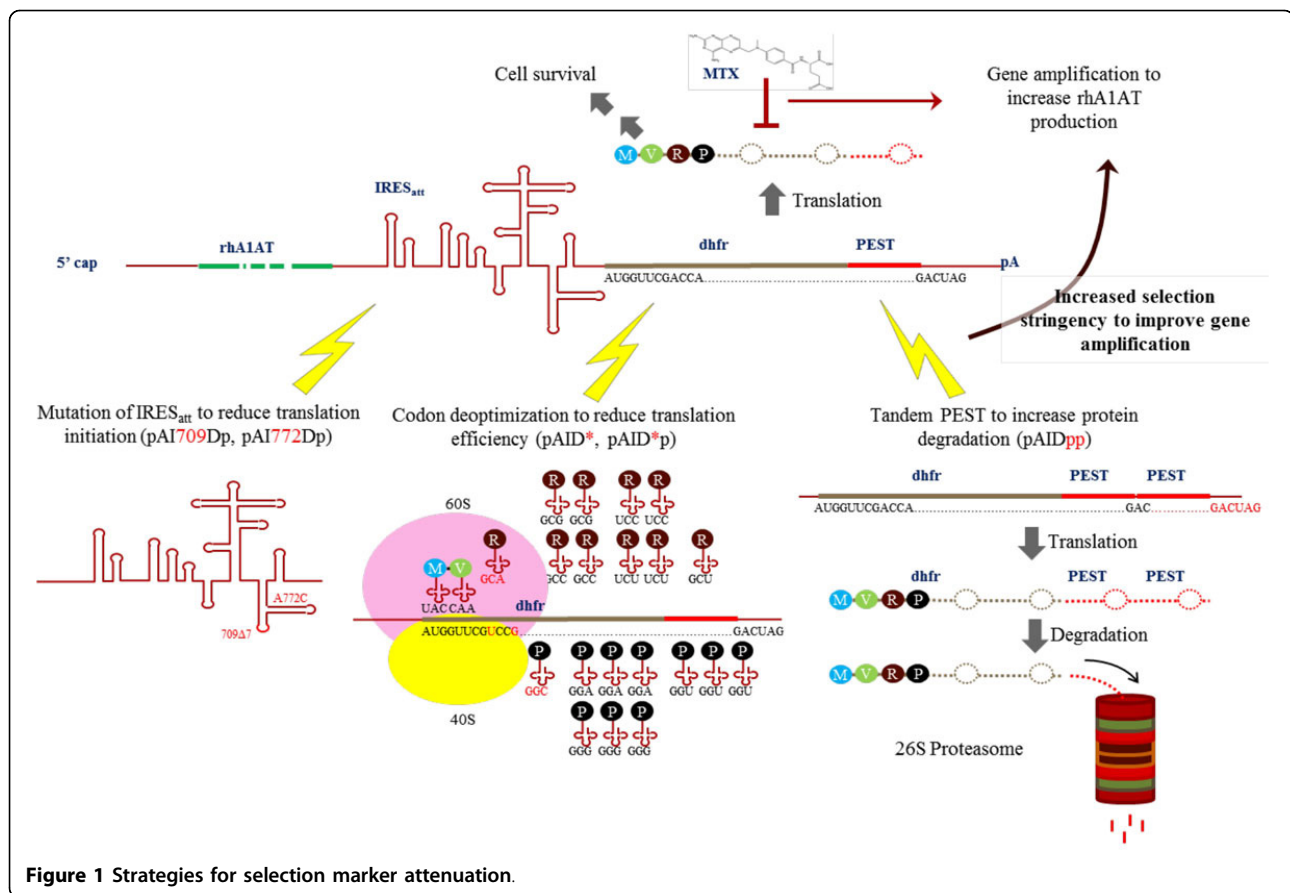 Cell survival
MTX
Gene amplification to
increase rhA1AT
production
M V R P
Translation
IRESatt
rhA1AT
5' cap
dhfr
PEST
pA
AUGGUUCGACCA
GACUAG
Increased selection
stringency to improve gene
amplification
Mutation of IRESatt to reduce translation
initiation (pAI709Dp, pAI772Dp)
A772C
709Δ7
Codon deoptimization to reduce translation
efficiency (pAID*, pAID*p)
R R R R
GCG GCG UCC UCC
60S
R R R R R R
GCA GCC GCC UCU UCU GCU
M V
UAC CAA
dhfr
AUGGUUCGUCCG
GACUAG
P P P P P P P
GGC GGA GGA GGA GGU GGU GGU
40S
P P P
GGG GGG GGG
Tandem PEST to increase protein
degradation (pAIDpp)
dhfr PEST PEST
AUGGUUCGACCA GAC GACUAG
Translation
dhfr PEST PEST
M V R P
Degradation
M V R P
26S Proteasome
Figure 1 Strategies for selection marker attenuation.